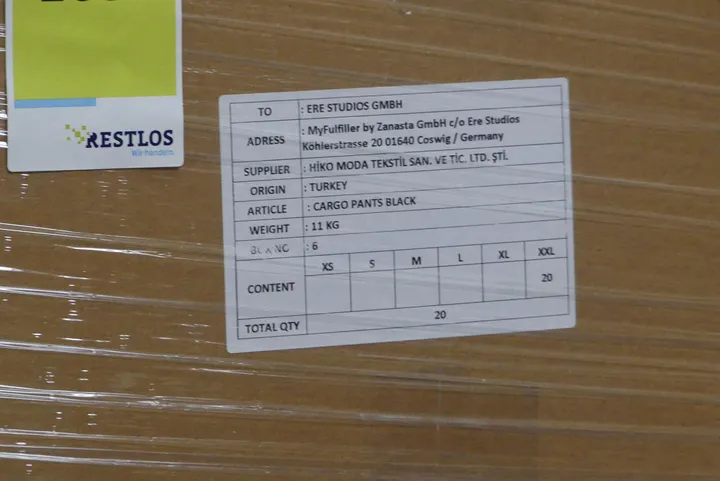 RESTLOS
Wir handeln.
TO : ERE STUDIOS GMBH
ADRESS : MyFulfiller by Zanasta GmbH c/o Ere Studios
Köhlerstrasse 20 01640 Coswig / Germany
SUPPLIER : HİKO MODA TEKSTİL SAN. VE TİC. LTD. ŞTİ.
ORIGIN : TURKEY
ARTICLE : CARGO PANTS BLACK
WEIGHT : 11 KG
: 6
XS S M L XL XXL
CONTENT 20
TOTAL QTY 20